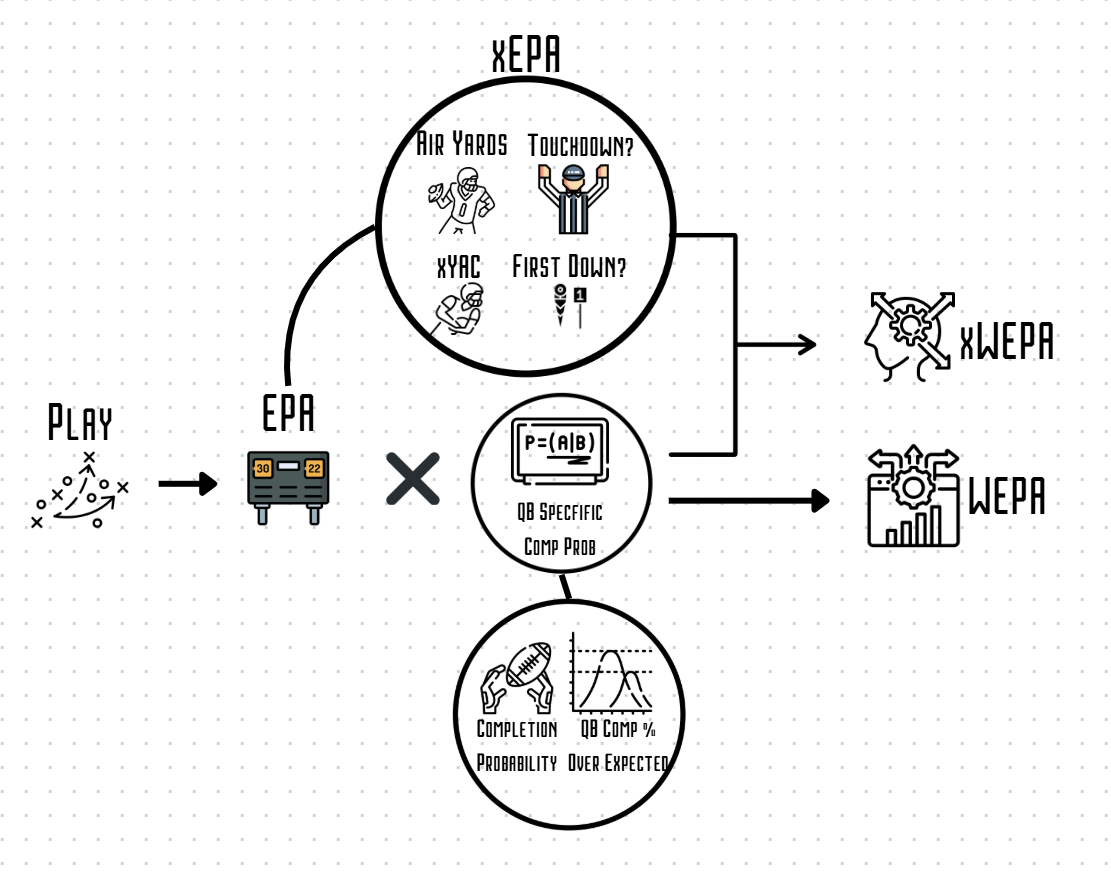 xEPA
Air Yards
Touchdown?
xYAC
First Down?
1
xWEPA
Play
EPA
30
22
P=(A|B)
QB Specfific
Comp Prob
WEPA
Completion
Probability
QB Comp %
Over Expected